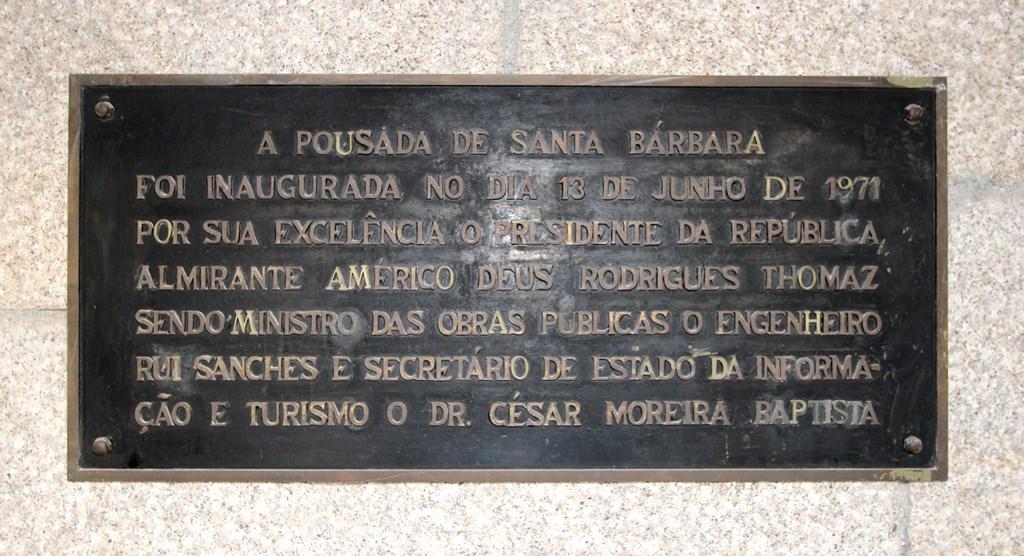 A POUSADA DE SANTA BÁRBARA
FOI INAUGURADA NO DIA 13 DE JUNHO DE 1971
POR SUA EXCELÊNCIA O PRESIDENTE DA REPÚBLICA
ALMIRANTE AMÉRICO DEUS RODRIGUES THOMAZ
SENDO MINISTRO DAS OBRAS PUBLICAS O ENGENHEIRO
RUI SANCHES E SECRETÁRIO DE ESTADO DA INFORMA-
ÇÃO E TURISMO O DR. CÉSAR MOREIRA BAPTISTA